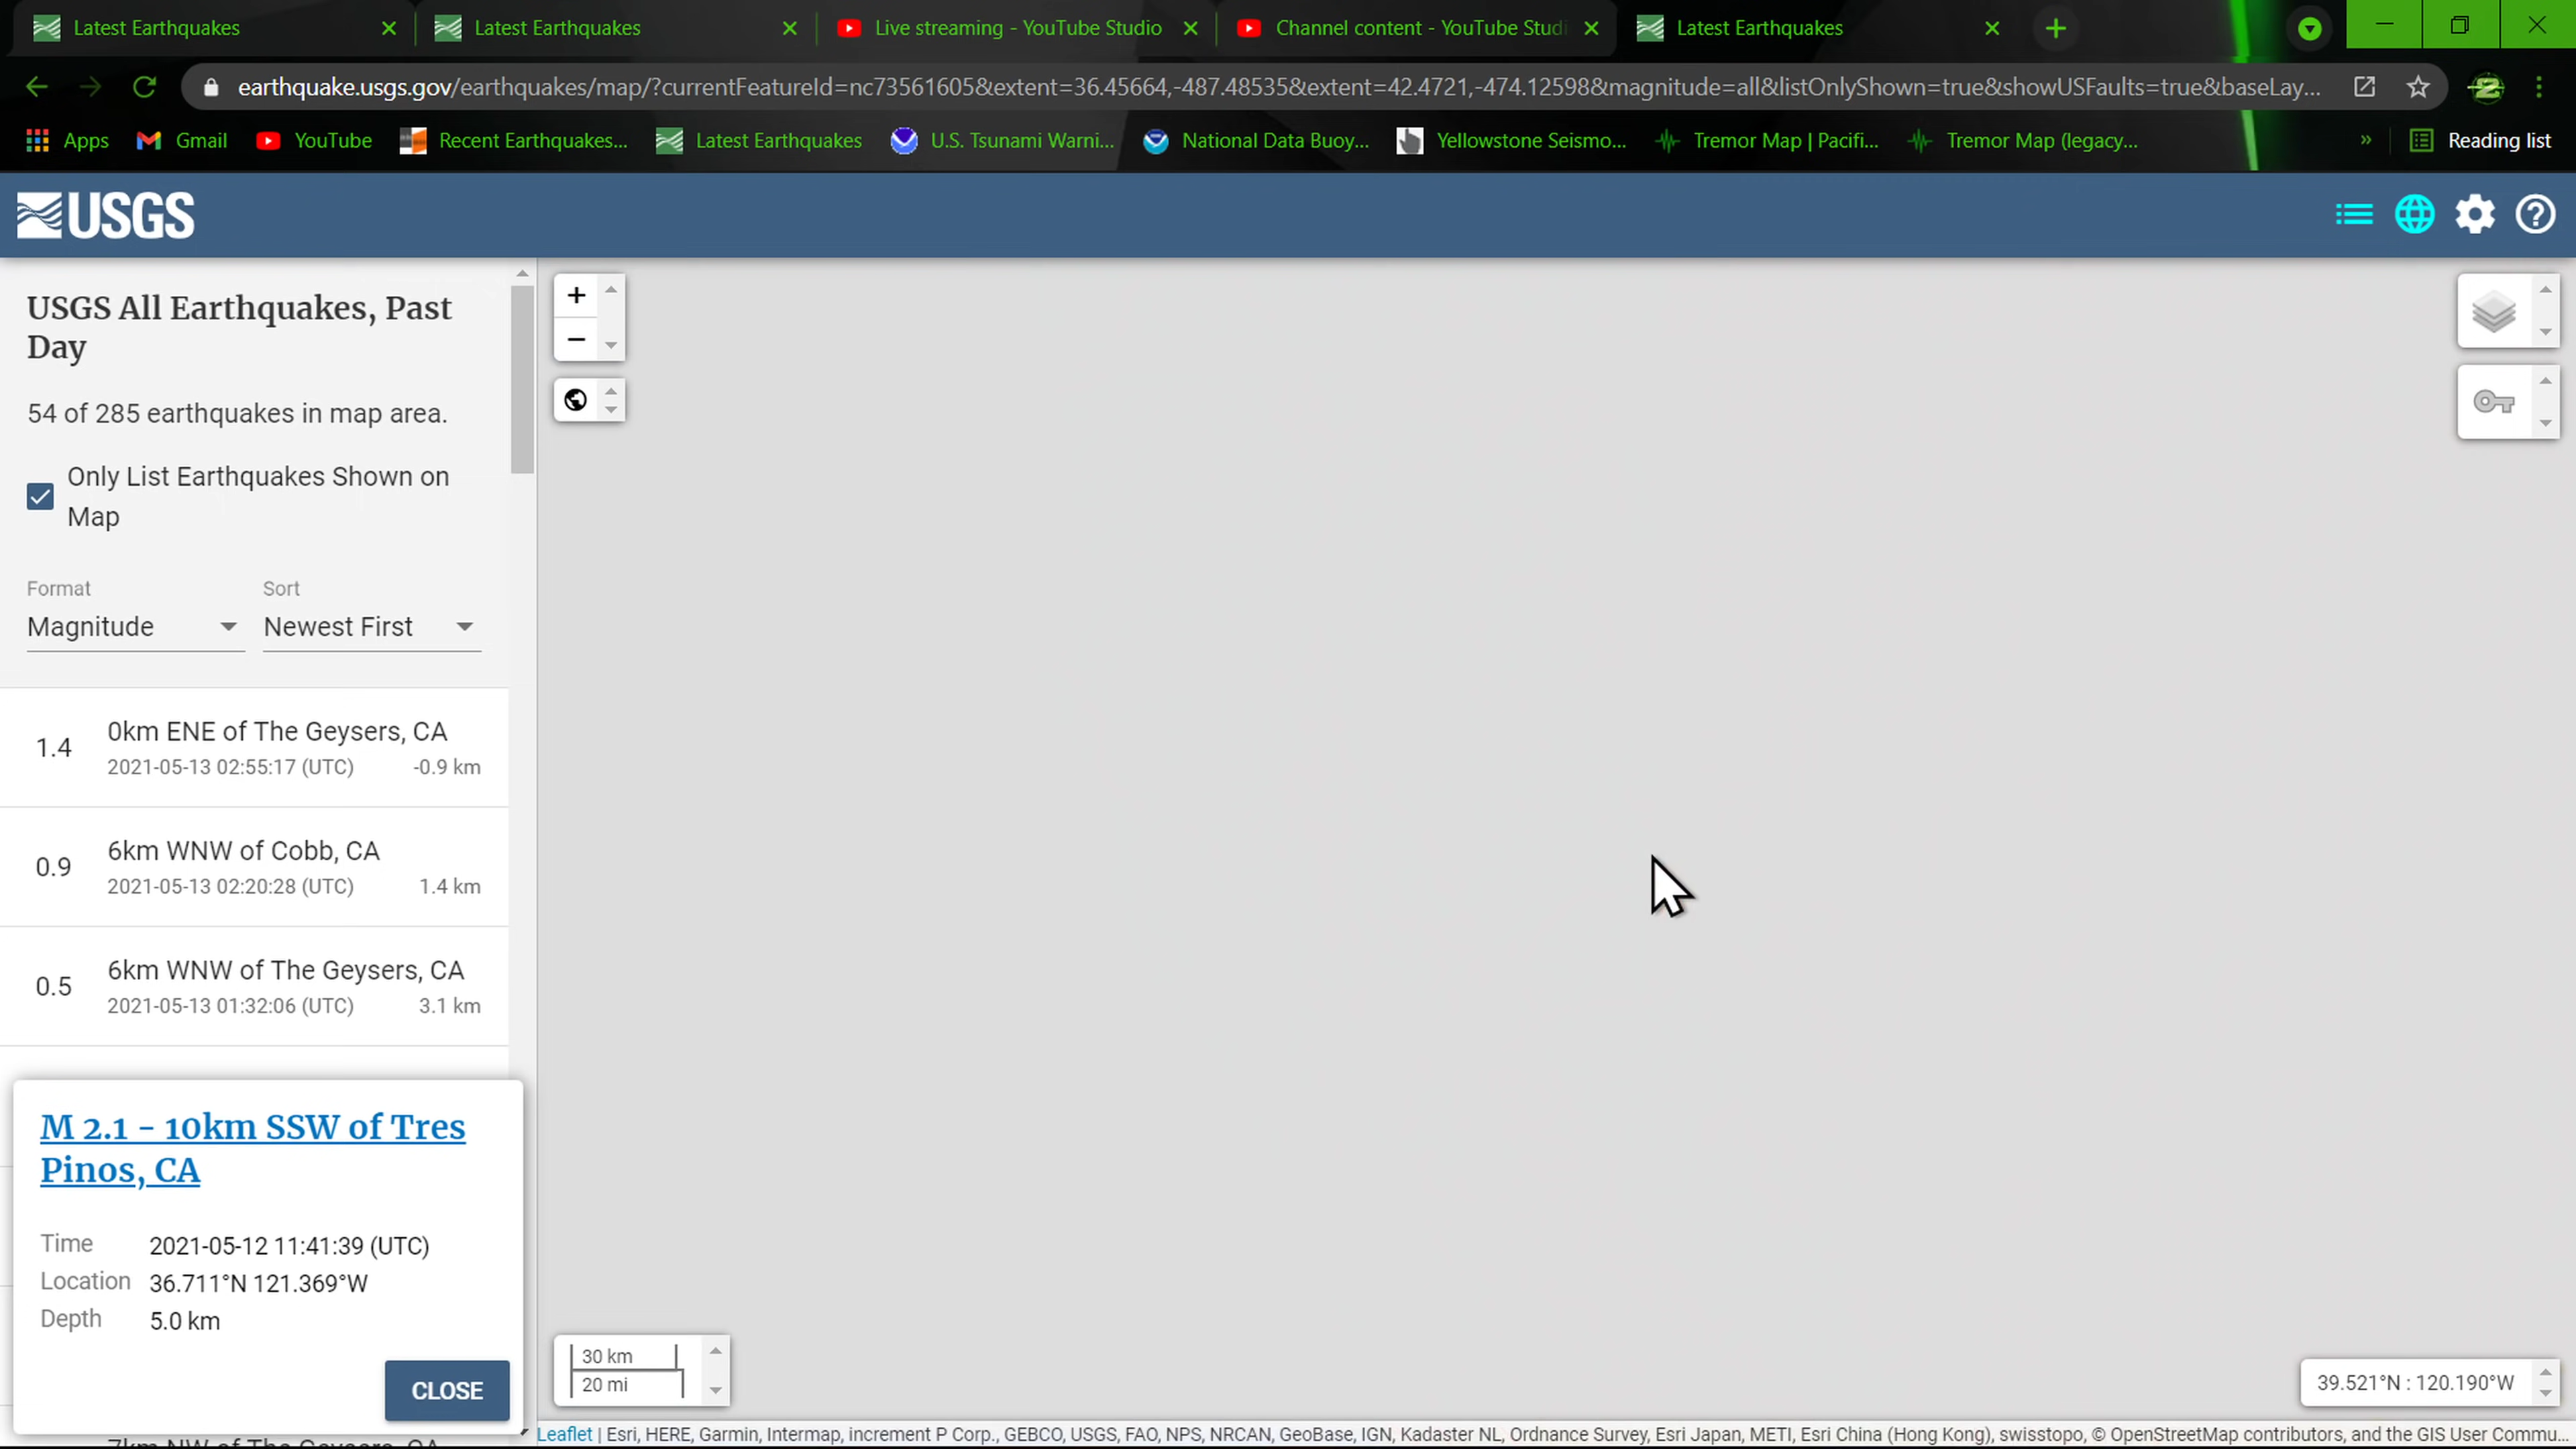 Latest Earthquakes
Latest Earthquakes
Live streaming - YouTube Studio
Channel content - YouTube Studi
Latest Earthquakes
earthquake.usgs.gov/earthquakes/map/?currentFeatureId=nc73561605&extent=36.45664,-487.48535&extent=42.4721,-474.12598&magnitude=all&listOnlyShown=true&showUSFaults=true&baseLay...
Apps
Gmail
YouTube
Recent Earthquakes...
Latest Earthquakes
U.S. Tsunami Warni...
National Data Buoy...
Yellowstone Seismo...
Tremor Map | Pacifi...
Tremor Map (legacy...
»
Reading list
USGS
USGS All Earthquakes, Past
Day
54 of 285 earthquakes in map area.
Only List Earthquakes Shown on
Map
Format
Sort
Magnitude
Newest First
1.4
0km ENE of The Geysers, CA
2021-05-13 02:55:17 (UTC) -0.9 km
0.9
6km WNW of Cobb, CA
2021-05-13 02:20:28 (UTC) 1.4 km
0.5
6km WNW of The Geysers, CA
2021-05-13 01:32:06 (UTC) 3.1 km
M 2.1 - 10km SSW of Tres
Pinos, CA
Time 2021-05-12 11:41:39 (UTC)
Location 36.711°N 121.369°W
Depth 5.0 km
CLOSE
7km NW of The Geysers, CA
+
−
30 km
20 mi
39.521°N : 120.190°W
Leaflet | Esri, HERE, Garmin, Intermap, increment P Corp., GEBCO, USGS, FAO, NPS, NRCAN, GeoBase, IGN, Kadaster NL, Ordnance Survey, Esri Japan, METI, Esri China (Hong Kong), swisstopo, © OpenStreetMap contributors, and the GIS User Commu...